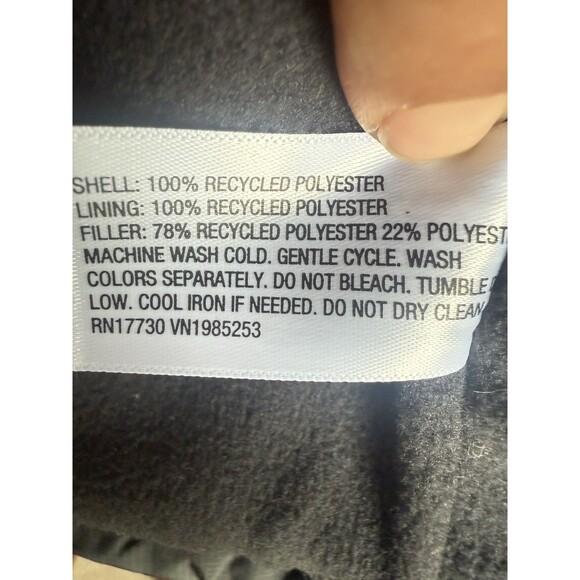 SHELL: 100% RECYCLED POLYESTER
LINING: 100% RECYCLED POLYESTER
FILLER: 78% RECYCLED POLYESTER 22% POLYEST
MACHINE WASH COLD. GENTLE CYCLE. WASH
COLORS SEPARATELY. DO NOT BLEACH. TUMBLE D
LOW. COOL IRON IF NEEDED. DO NOT DRY CLEAN
RN17730 VN1985253